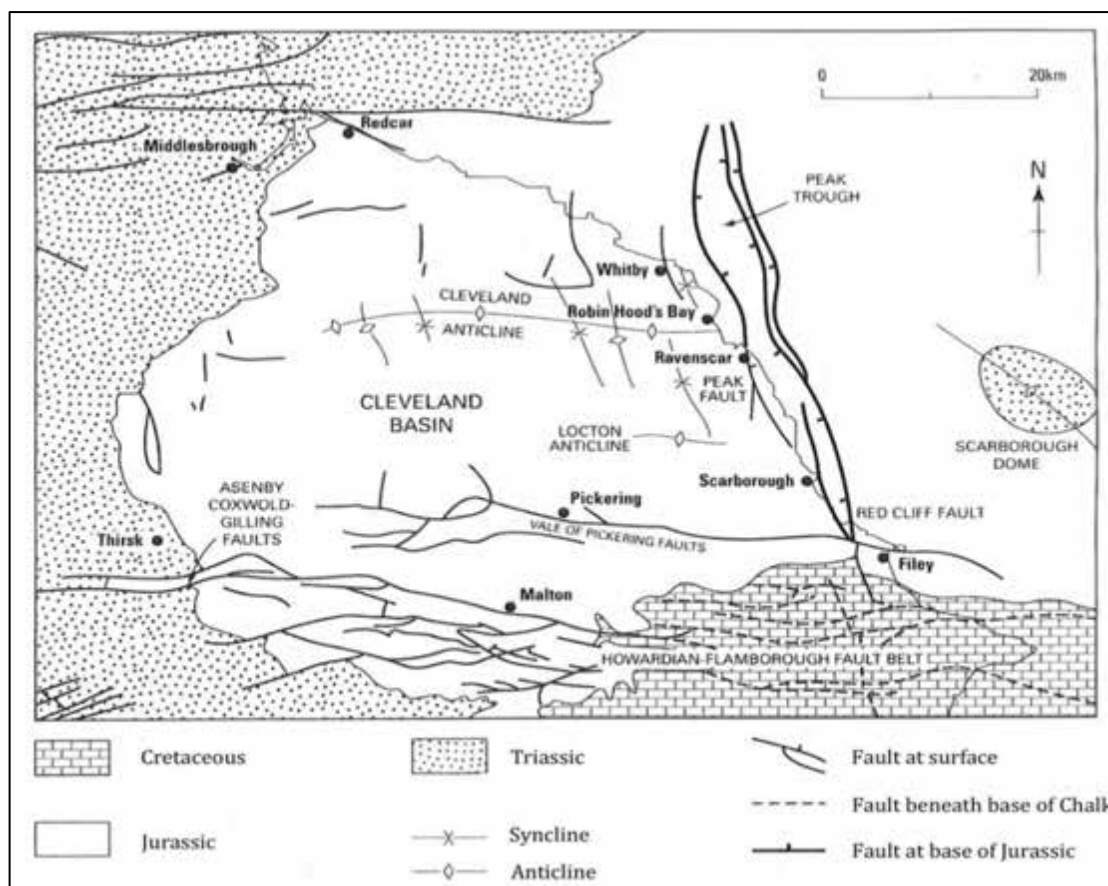 0 20km
Redcar
Middlesbrough
N
PEAK
TROUGH
Whitby
CLEVELAND
ANTICLINE
Robin Hood's Bay
Ravenscar
PEAK
FAULT
CLEVELAND
BASIN
LOCTON
ANTICLINE
SCARBOROUGH
DOME
Scarborough
ASENBY
COXWOLD-
GILLING
FAULTS
Pickering
RED CLIFF FAULT
VALE OF PICKERING FAULTS
Thirsk
Filey
Malton
HOWARDIAN-FLAMBOROUGH FAULT BELT
Cretaceous
Triassic
Fault at surface
Fault beneath base of Chalk
Jurassic
Syncline
Fault at base of Jurassic
Anticline